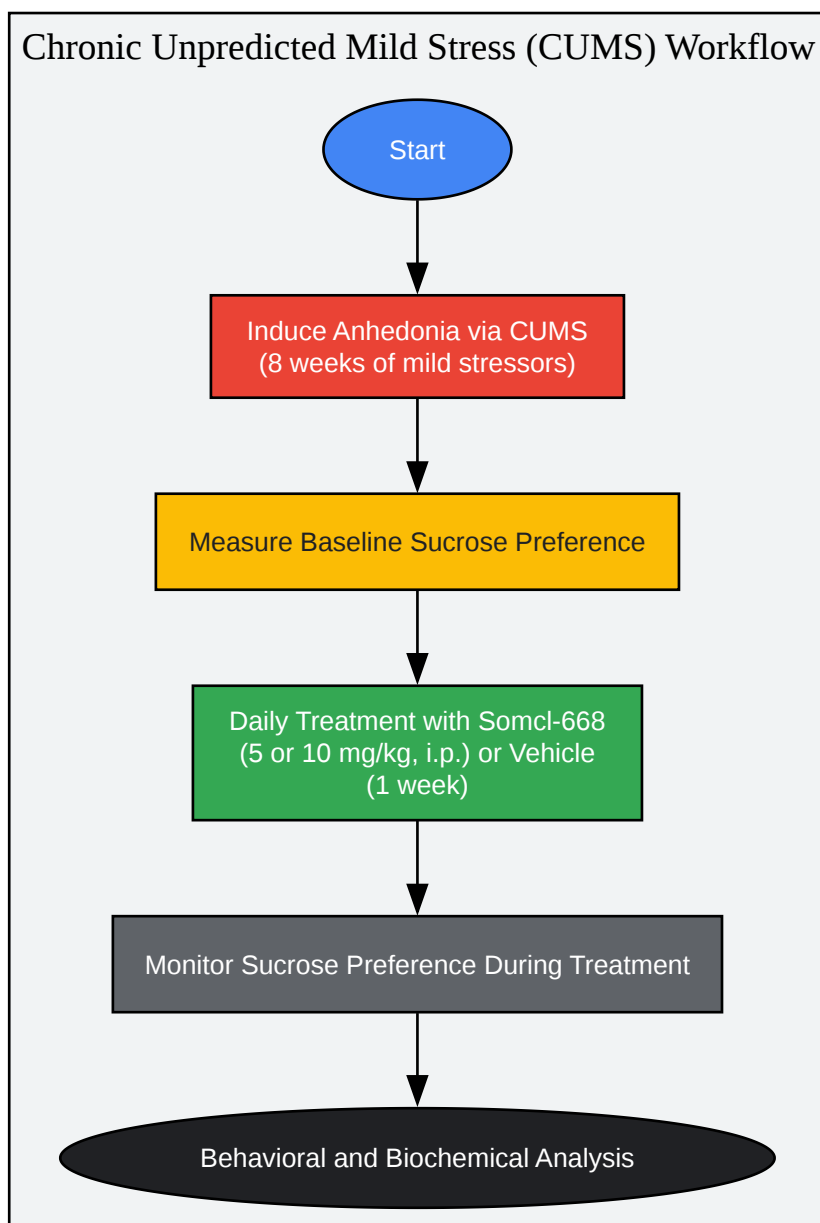 Chronic Unpredicted Mild Stress (CUMS) Workflow
Start
Induce Anhedonia via CUMS
(8 weeks of mild stressors)
Measure Baseline Sucrose Preference
Daily Treatment with Somcl-668
(5 or 10 mg/kg, i.p.) or Vehicle
(1 week)
Monitor Sucrose Preference During Treatment
Behavioral and Biochemical Analysis